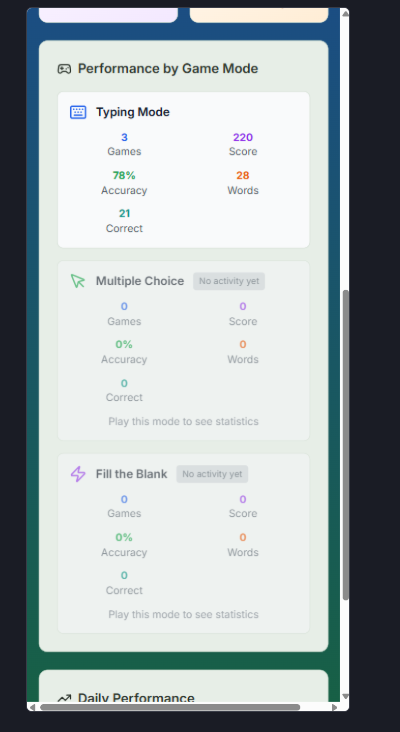 Performance by Game Mode
Typing Mode
3 220
Games Score
78% 28
Accuracy Words
21
Correct
Multiple Choice No activity yet
0 0
Games Score
0% 0
Accuracy Words
0
Correct
Play this mode to see statistics
Fill the Blank No activity yet
0 0
Games Score
0% 0
Accuracy Words
0
Correct
Play this mode to see statistics
Daily Performance